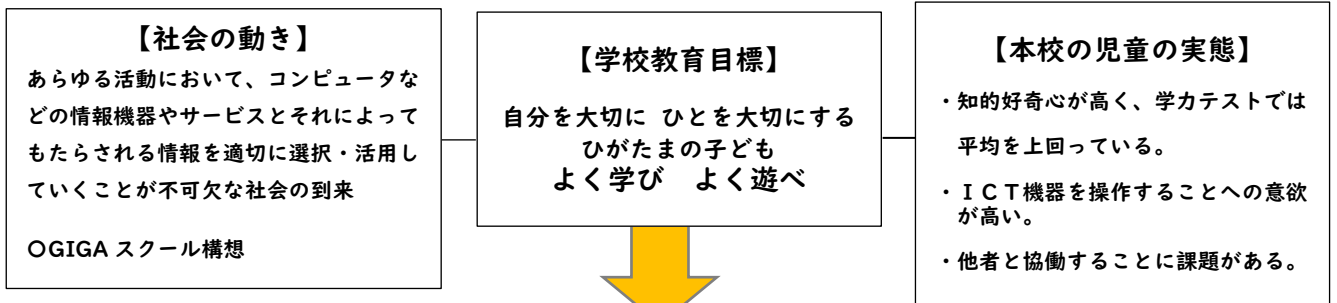 【社会の動き】
あらゆる活動において、コンピュータな
どの情報機器やサービスとそれによって
もたらされる情報を適切に選択・活用し
ていくことが不可欠な社会の到来
〇GIGA スクール構想
【学校教育目標】
自分を大切に ひとを大切にする
ひがたまの子ども
よく学び よく遊べ
【本校の児童の実態】
・知的好奇心が高く、学力テストでは
平均を上回っている。
・ＩＣＴ機器を操作することへの意欲
が高い。
・他者と協働することに課題がある。